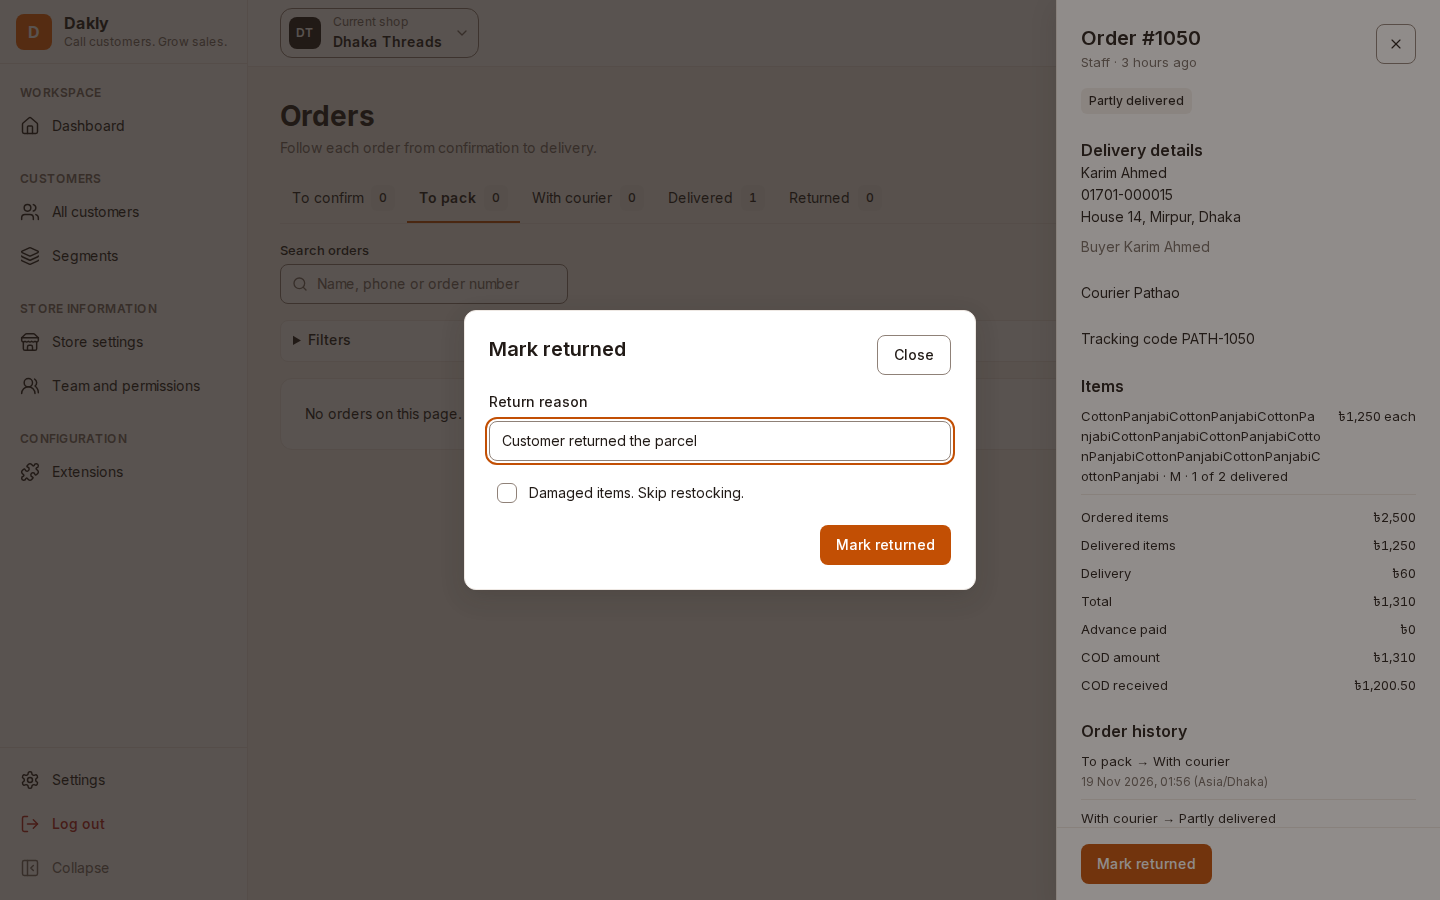 D
Dakly
Call customers. Grow sales.
WORKSPACE
Dashboard
CUSTOMERS
All customers
Segments
STORE INFORMATION
Store settings
Team and permissions
CONFIGURATION
Extensions
Settings
Log out
Collapse
DT
Current shop
Dhaka Threads
Orders
Follow each order from confirmation to delivery.
To confirm 0 To pack 0 With courier 0 Delivered 1 Returned 0
Search orders
Name, phone or order number
Filters
No orders on this page.
Mark returned
Close
Return reason
Customer returned the parcel
Damaged items. Skip restocking.
Mark returned
Order #1050
Staff · 3 hours ago
Partly delivered
Delivery details
Karim Ahmed
01701-000015
House 14, Mirpur, Dhaka
Buyer Karim Ahmed
Courier Pathao
Tracking code PATH-1050
Items
CottonPanjabiCottonPanjabiCottonPa ৳1,250 each
njabiCottonPanjabiCottonPanjabiCotto
nPanjabiCottonPanjabiCottonPanjabiC
ottonPanjabi · M · 1 of 2 delivered
Ordered items ৳2,500
Delivered items ৳1,250
Delivery ৳60
Total ৳1,310
Advance paid ৳0
COD amount ৳1,310
COD received ৳1,200.50
Order history
To pack → With courier
19 Nov 2026, 01:56 (Asia/Dhaka)
With courier → Partly delivered
Mark returned